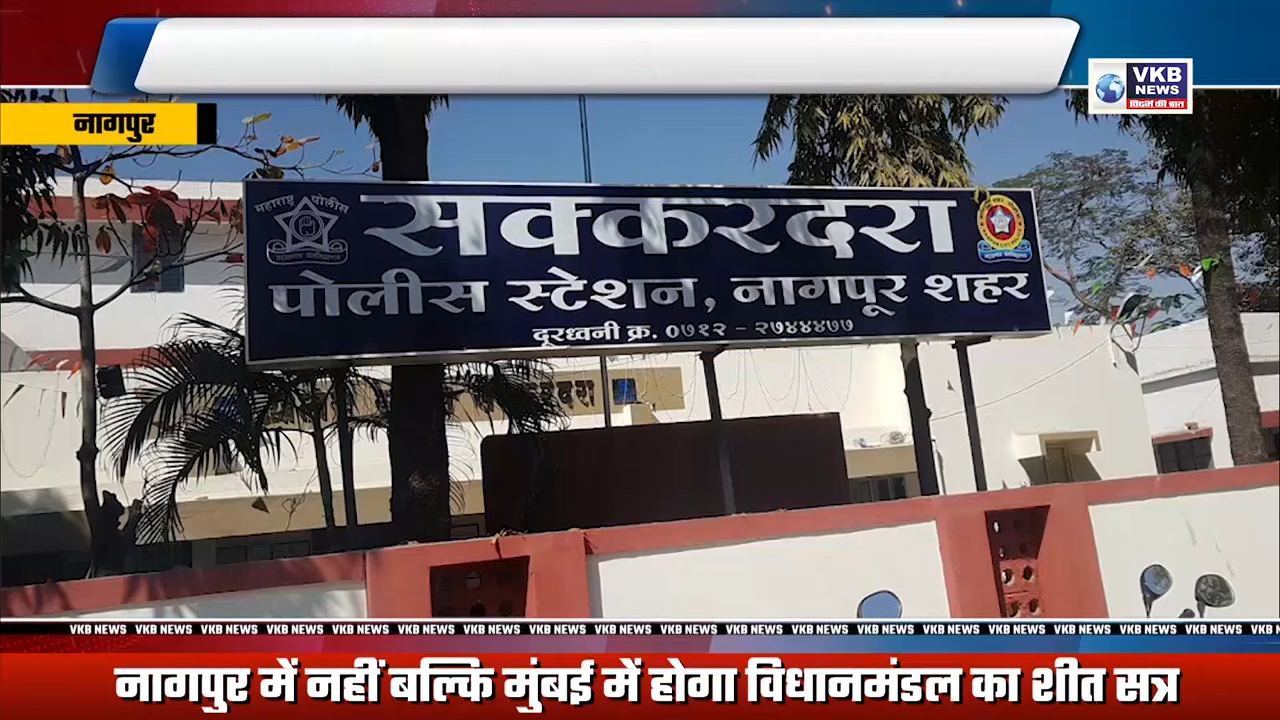 VKB
NEWS
विदर्भ की बात
नागपुर
महाराष्ट्र पोलीस
सक्करदरा
पोलीस स्टेशन, नागपूर शहर
दूरध्वनी क्र. ०७१२ - २७४४४७७
VKB NEWS VKB NEWS VKB NEWS VKB NEWS VKB NEWS VKB NEWS VKB NEWS VKB NEWS VKB NEWS VKB NEWS VKB NEWS VKB NEWS VKB NEWS VKB NEWS VKB NEWS VKB NEWS VKB NEWS VKB NEWS
नागपुर में नहीं बल्कि मुंबई में होगा विधानमंडल का शीत सत्र